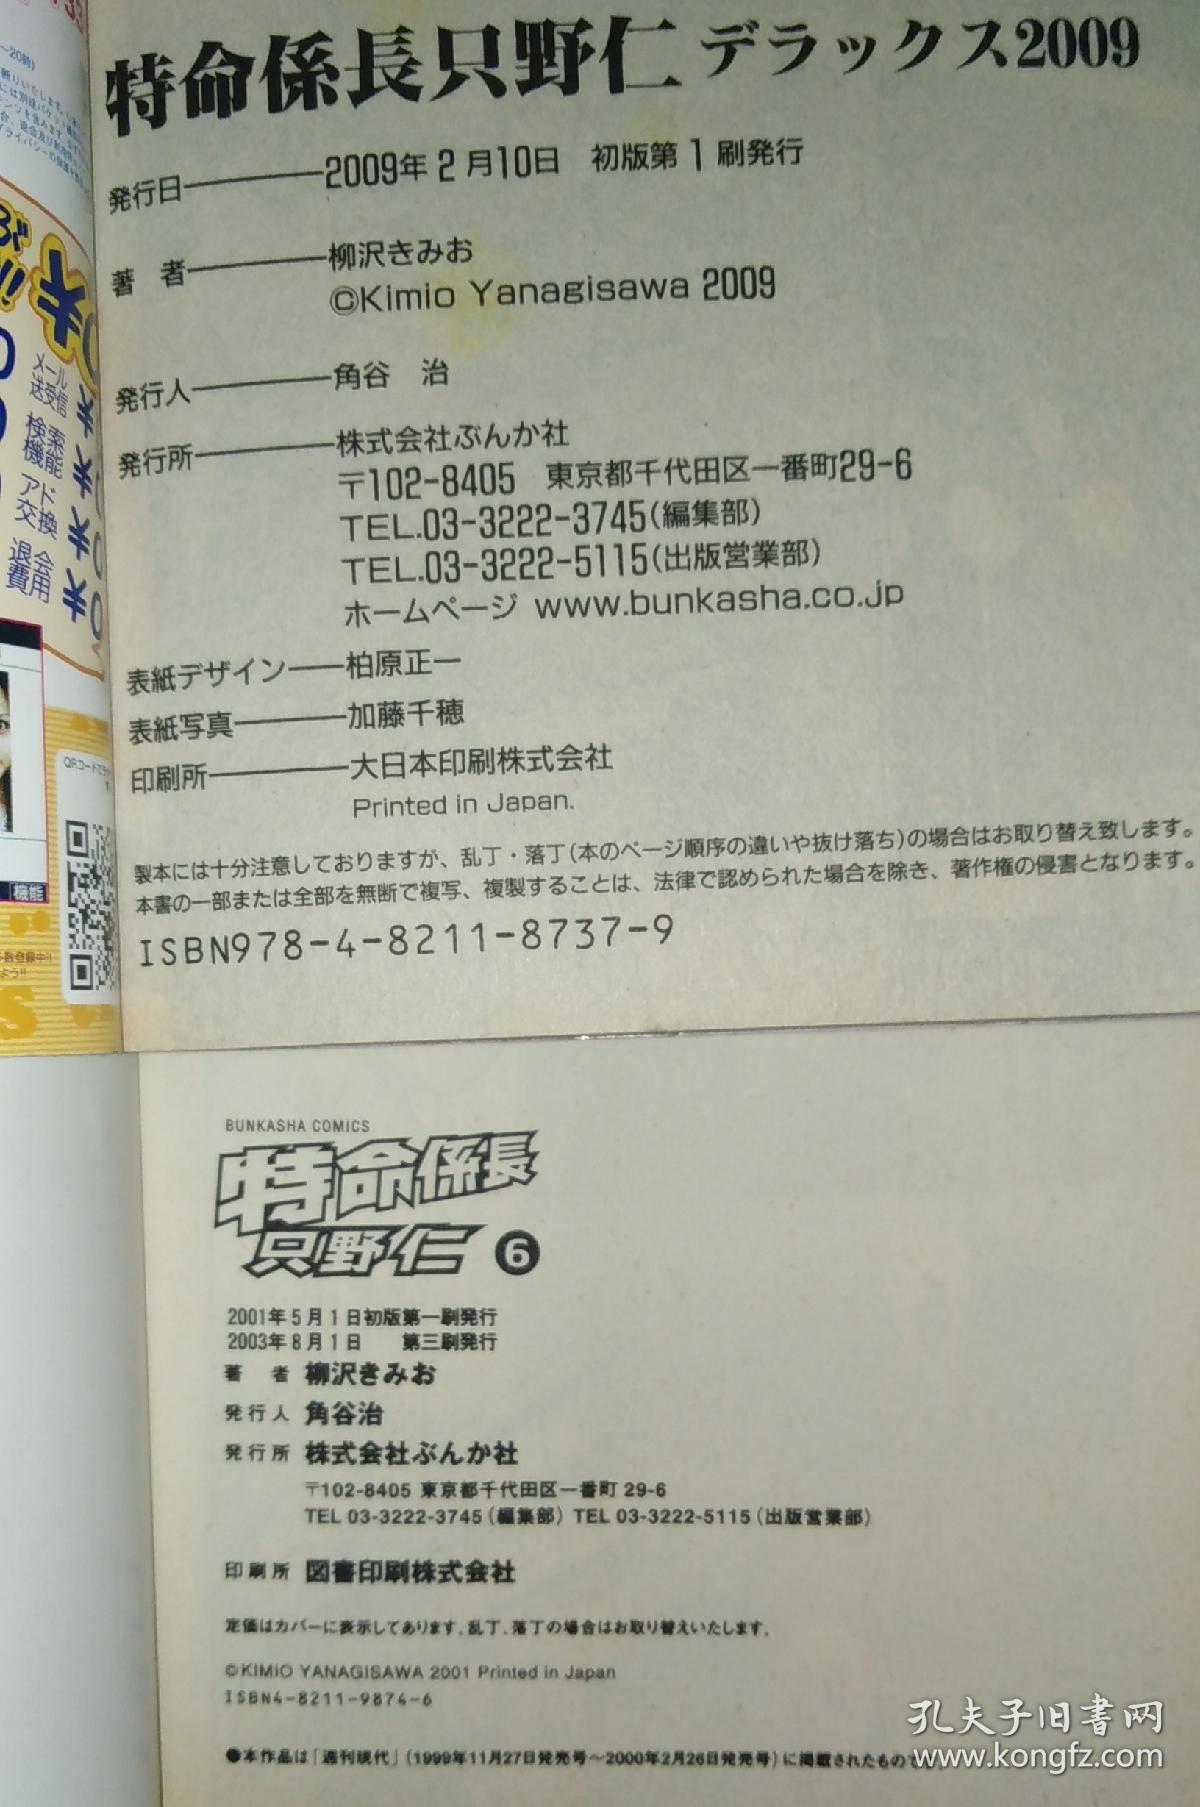 特命係長只野仁 デラックス2009
発行日――――2009年2月10日 初版第1刷発行
著 者――――柳沢きみお
©Kimio Yanagisawa 2009
発行人――――角谷 治
発行所――――株式会社ぶんか社
〒102-8405 東京都千代田区一番町29-6
TEL.03-3222-3745(編集部)
TEL.03-3222-5115(出版営業部)
ホームページ www.bunkasha.co.jp
表紙デザイン――柏原正一
表紙写真――――加藤千穂
印刷所――――大日本印刷株式会社
Printed in Japan.
製本には十分注意しておりますが、乱丁・落丁(本のページ順序の違いや抜け落ち)の場合はお取り替え致します。
本書の一部または全部を無断で複写、複製することは、法律で認められた場合を除き、著作権の侵害となります。
ISBN978-4-8211-8737-9
メール
送受信
検索
機能
アド
交換
退会
費用
機能
BUNKASHA COMICS
特命係長
只野仁 6
2001年5月1日初版第一刷発行
2003年8月1日 第三刷発行
著 者 柳沢きみお
発行人 角谷治
発行所 株式会社ぶんか社
〒102-8405 東京都千代田区一番町 29-6
TEL 03-3222-3745(編集部) TEL 03-3222-5115(出版営業部)
印刷所 図書印刷株式会社
定価はカバーに表示してあります。乱丁、落丁の場合はお取り替えいたします。
©KIMIO YANAGISAWA 2001 Printed in Japan
ISBN4-8211-9874-6
●本作品は「週刊現代」(1999年11月27日発売号～2000年2月26日発売号)に掲載されたもので
孔夫子旧书网
www.kongfz.com